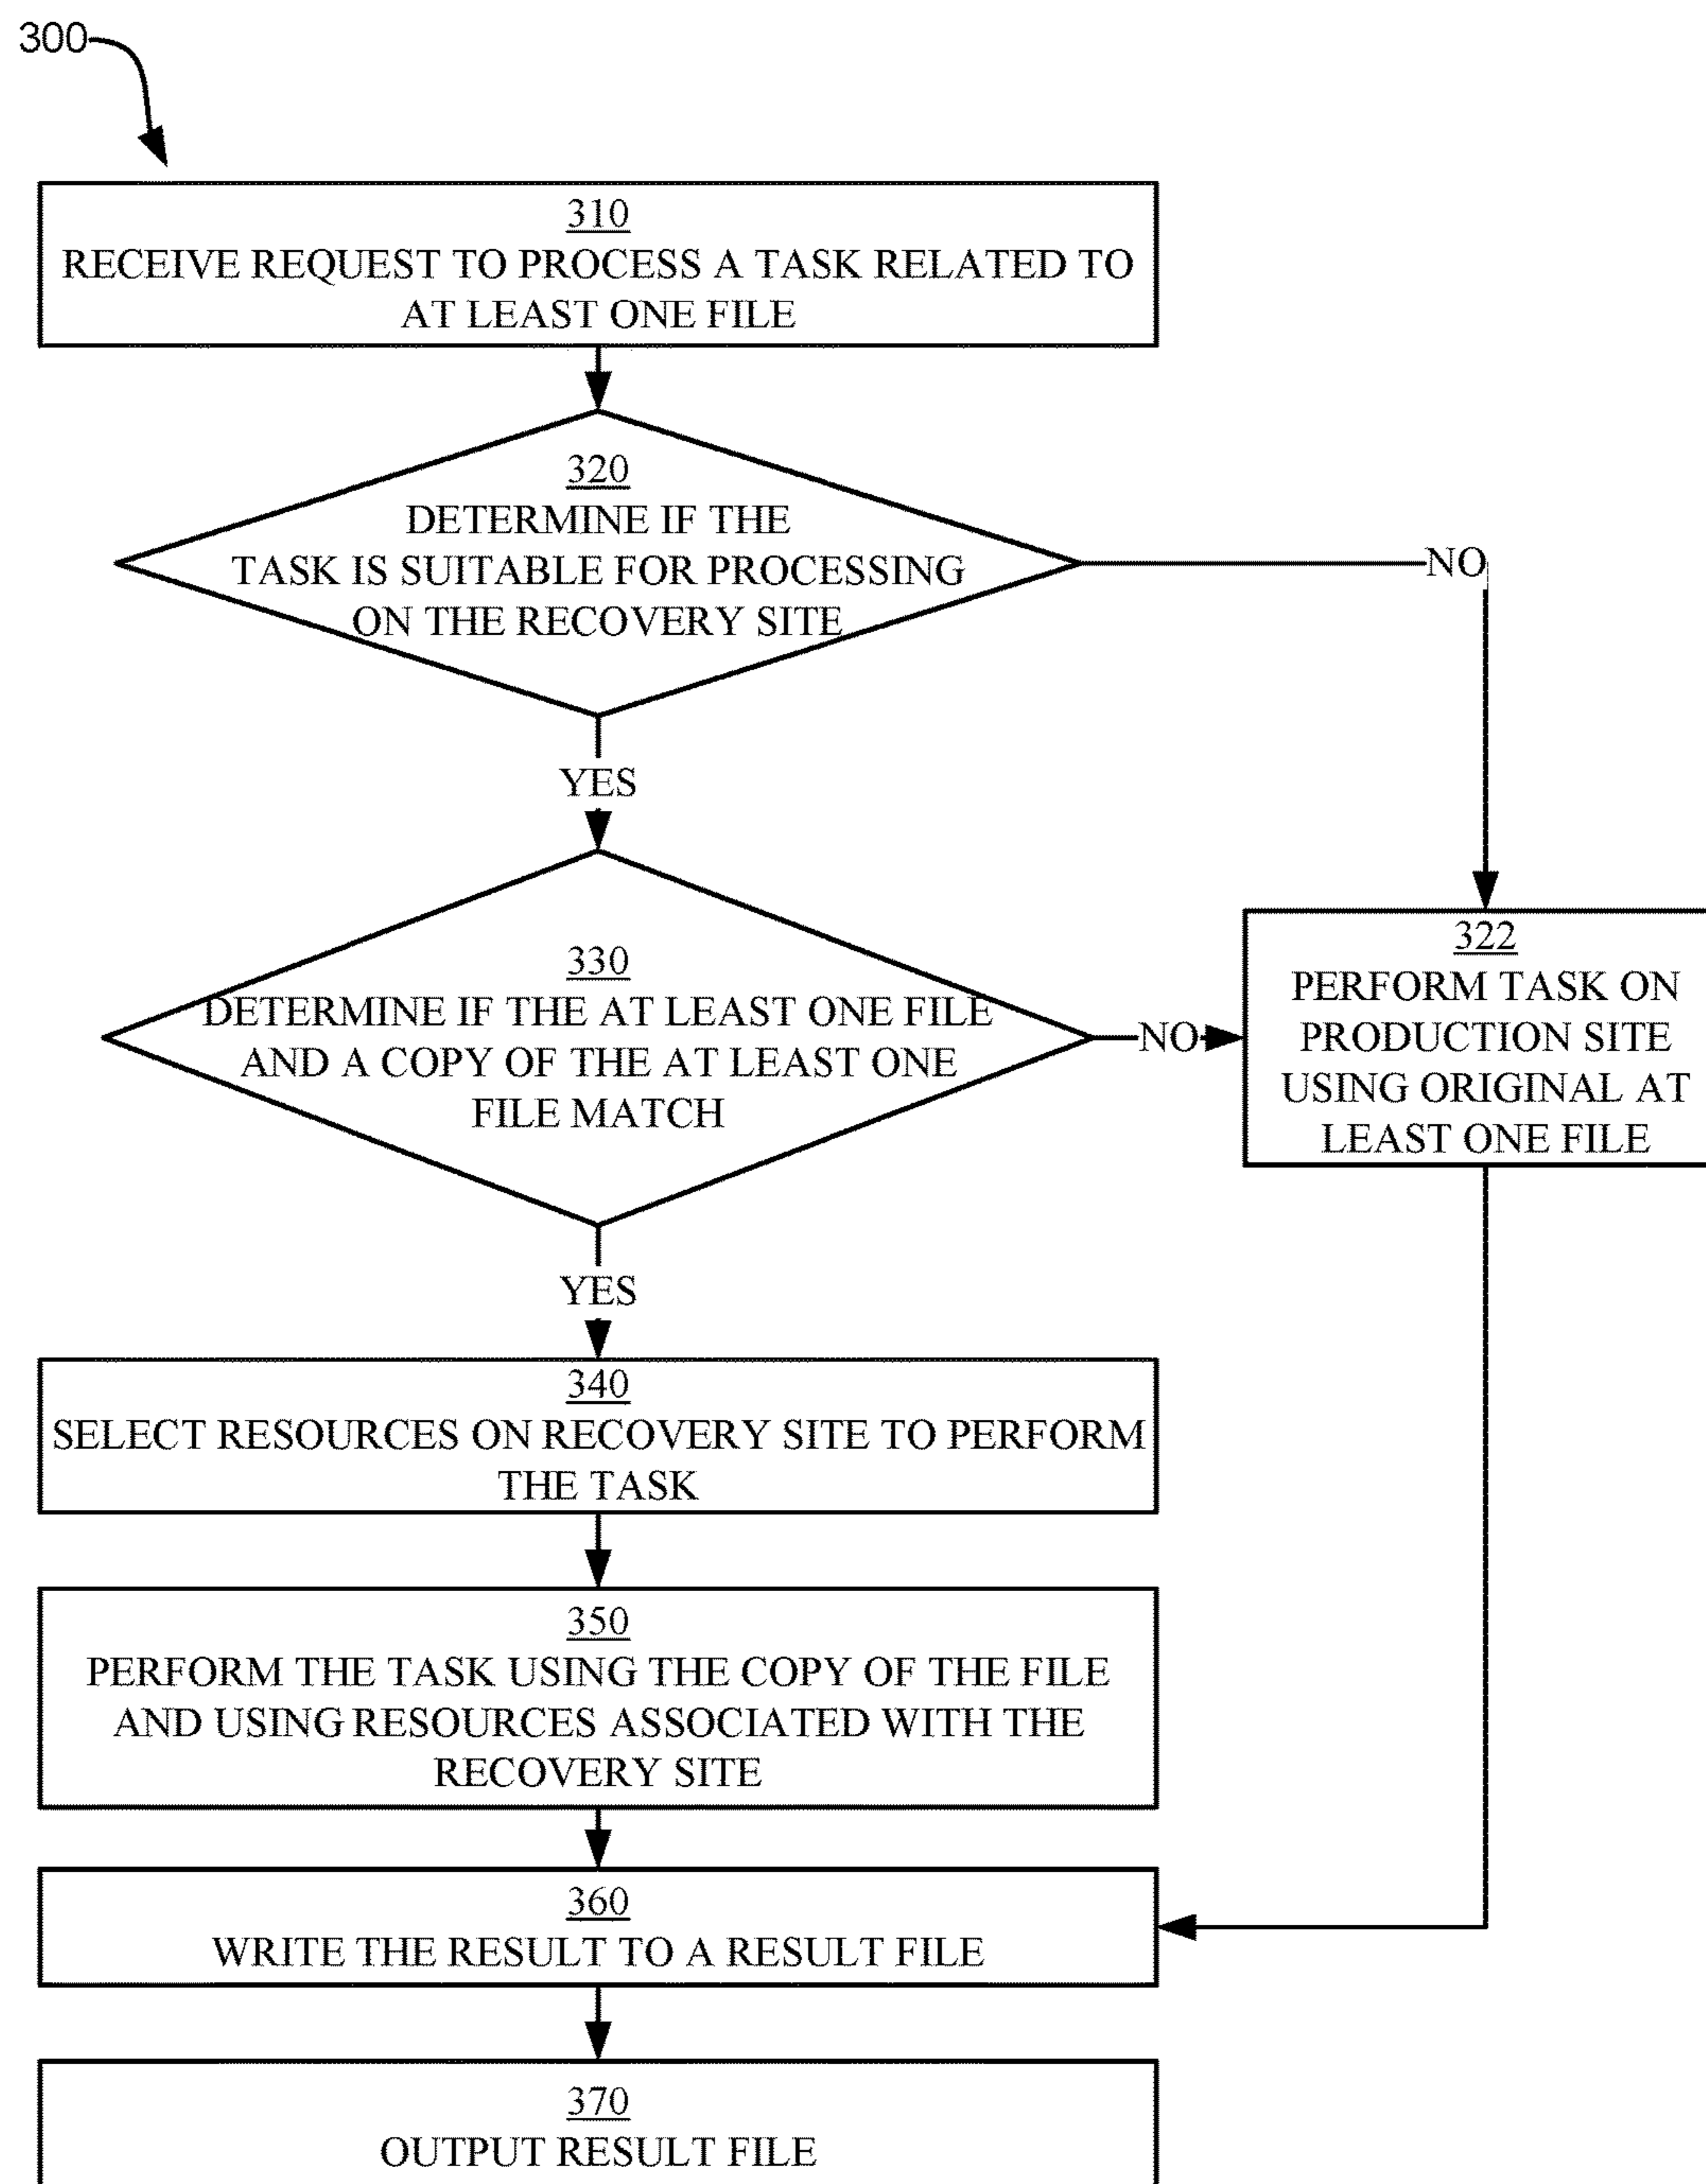 300
310
RECEIVE REQUEST TO PROCESS A TASK RELATED TO
AT LEAST ONE FILE
320
DETERMINE IF THE
TASK IS SUITABLE FOR PROCESSING
ON THE RECOVERY SITE
NO
YES
330
DETERMINE IF THE AT LEAST ONE FILE
AND A COPY OF THE AT LEAST ONE
FILE MATCH
NO
322
PERFORM TASK ON
PRODUCTION SITE
USING ORIGINAL AT
LEAST ONE FILE
YES
340
SELECT RESOURCES ON RECOVERY SITE TO PERFORM
THE TASK
350
PERFORM THE TASK USING THE COPY OF THE FILE
AND USING RESOURCES ASSOCIATED WITH THE
RECOVERY SITE
360
WRITE THE RESULT TO A RESULT FILE
370
OUTPUT RESULT FILE